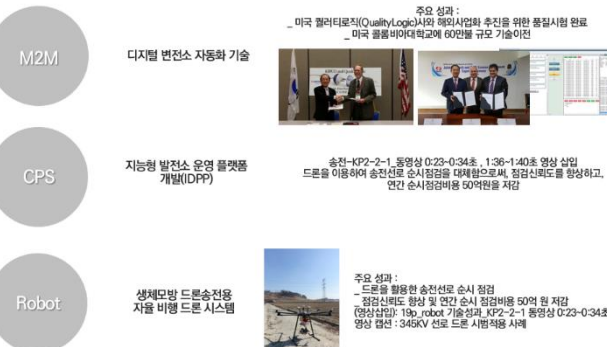 주요 성과 :
_ 미국 퀄러티로직(QualityLogic)사와 해외사업화 추진을 위한 품질시험 완료
_ 미국 콜롬비아대학교에 60만불 규모 기술이전
M2M
디지털 변전소 자동화 기술
CPS
지능형 발전소 운영 플랫폼
개발(IDPP)
송전-KP2-2-1_동영상 0:23~0:34초 , 1:36~1:40초 영상 삽입
드론을 이용하여 송전선로 순시점검을 대체함으로써, 점검신뢰도를 향상하고,
연간 순시점검비용 50억원을 저감
Robot
생체모방 드론송전용
자율 비행 드론 시스템
주요 성과 :
_ 드론을 활용한 송전선로 순시 점검
_ 점검신뢰도 향상 및 연간 순시 점검비용 50억 원 저감
(영상삽입): 19p_robot 기술성과_KP2-2-1 동영상 0:23~0:34초
영상 캡션 : 345KV 선로 드론 시범적용 사례